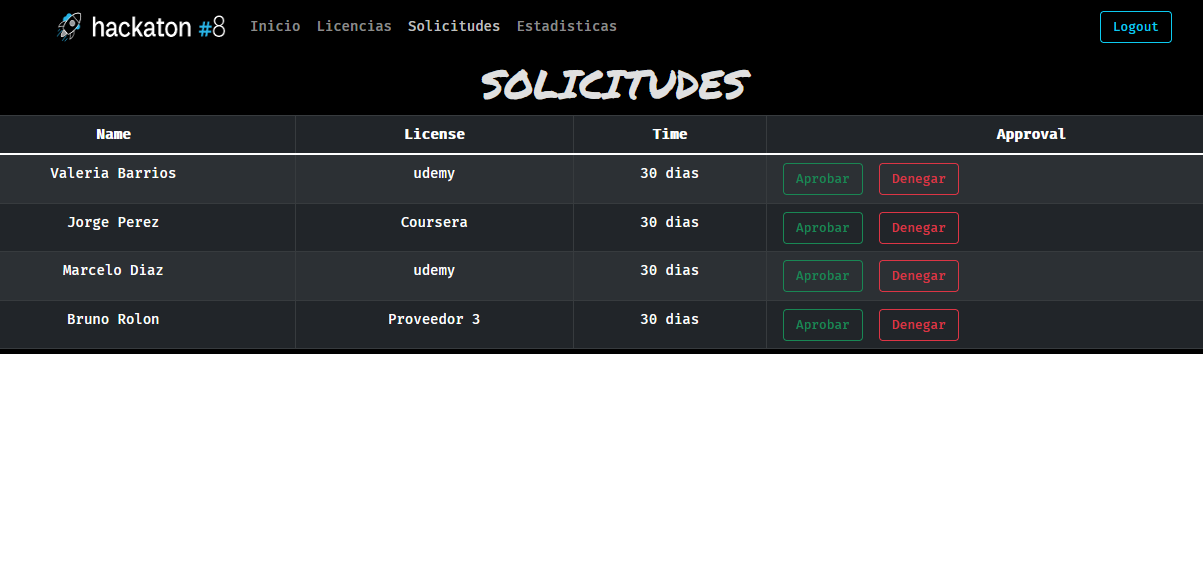 hackaton #8 Inicio Licencias Solicitudes Estadisticas Logout
SOLICITUDES
Name License Time Approval
Valeria Barrios udemy 30 dias Aprobar Denegar
Jorge Perez Coursera 30 dias Aprobar Denegar
Marcelo Diaz udemy 30 dias Aprobar Denegar
Bruno Rolon Proveedor 3 30 dias Aprobar Denegar